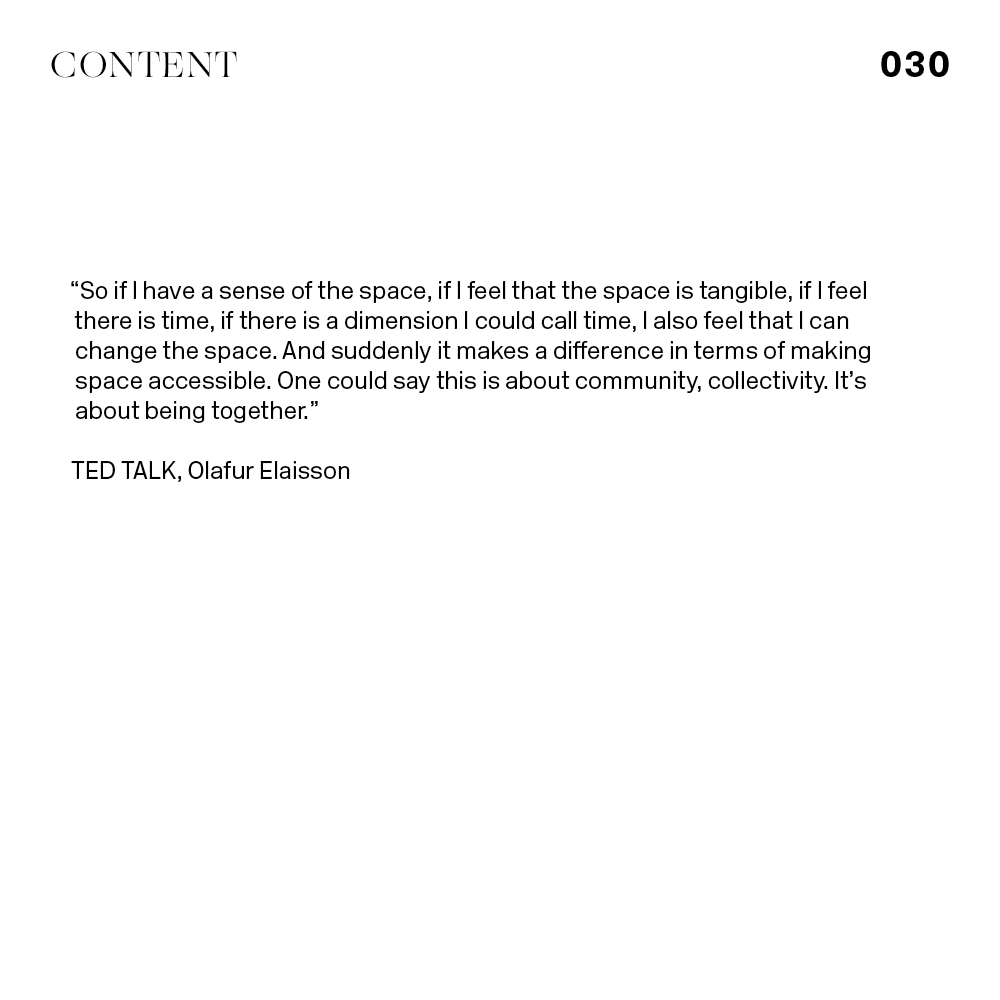 CONTENT
030
“So if I have a sense of the space, if I feel that the space is tangible, if I feel
there is time, if there is a dimension I could call time, I also feel that I can
change the space. And suddenly it makes a difference in terms of making
space accessible. One could say this is about community, collectivity. It’s
about being together.”
TED TALK, Olafur Elaisson